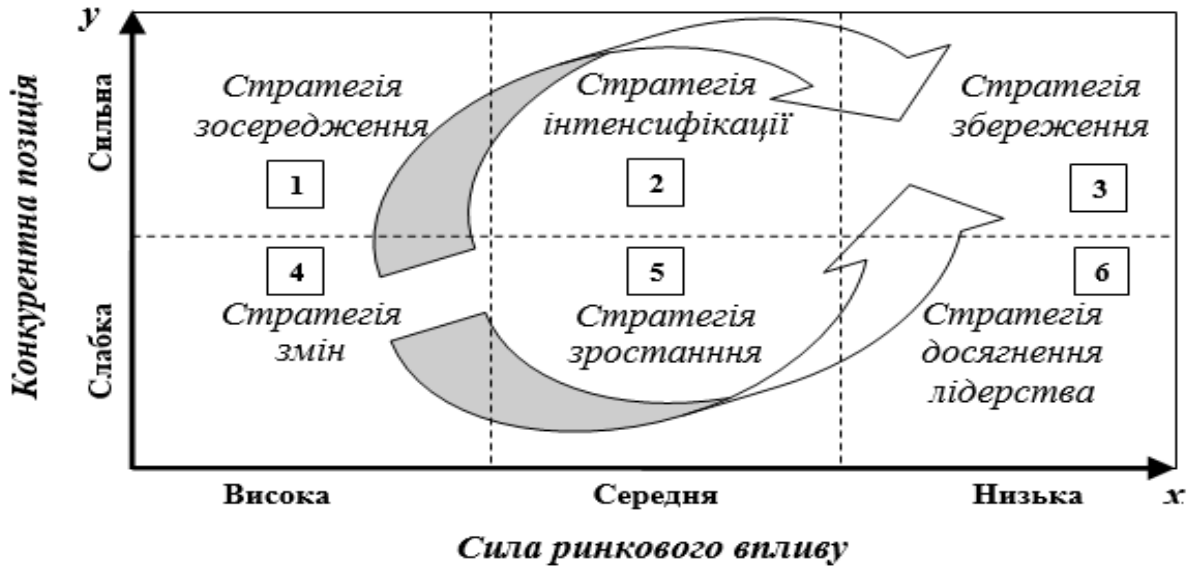 y
Конкурентна позиція
Сильна
Слабка
Стратегія
зосередження
1
Стратегія
інтенсифікації
2
Стратегія
збереження
3
4
Стратегія
змін
5
Стратегія
зростанння
6
Стратегія
досягнення
лідерства
Висока
Середня
Низька
x
Сила ринкового впливу